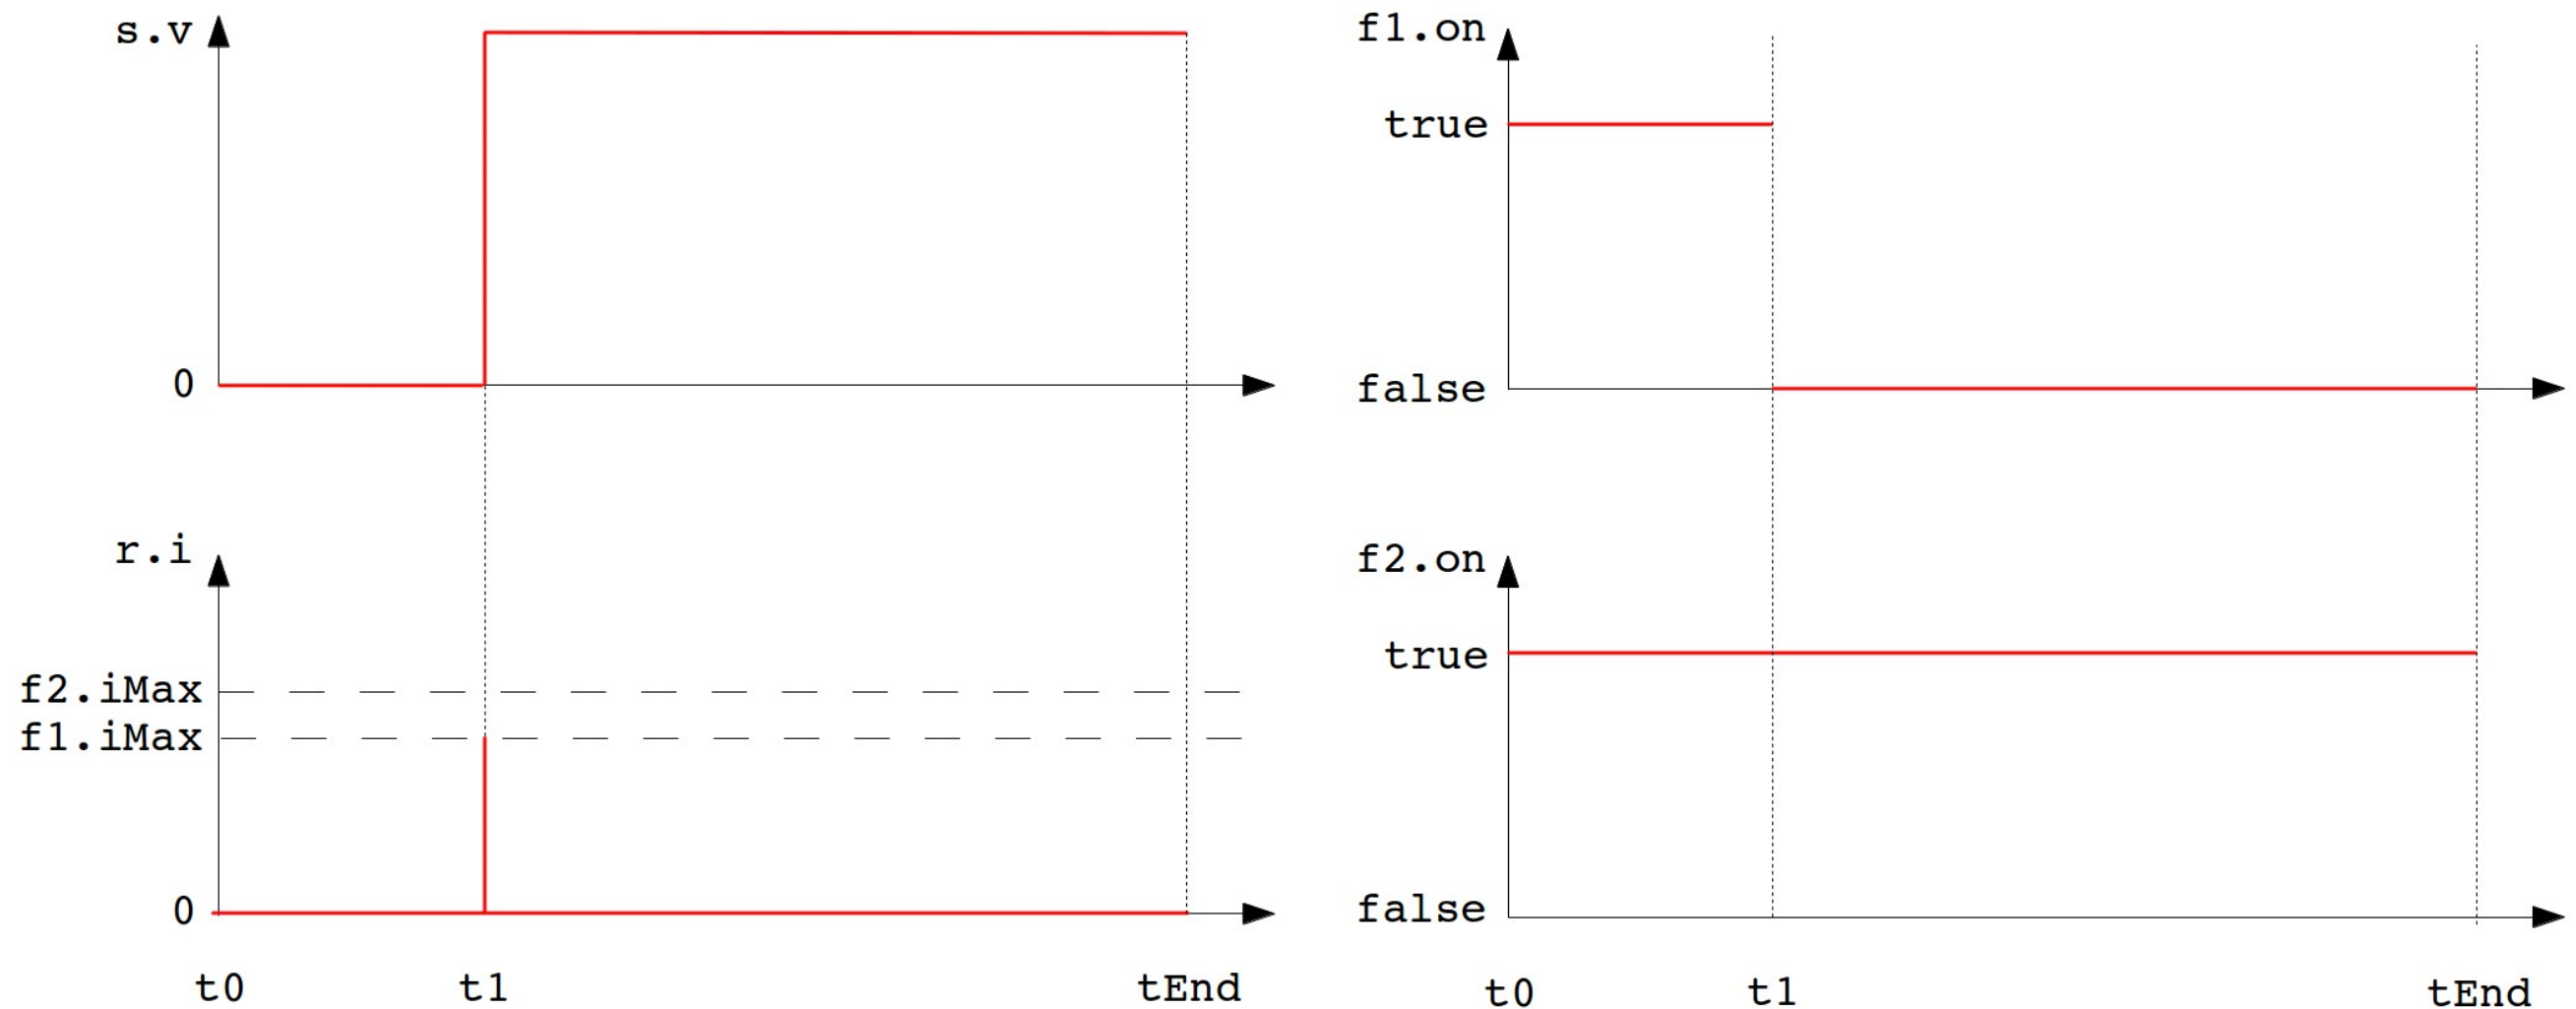 s.v
0
r.i
f2.iMax
f1.iMax
0
t0 t1 tEnd
f1.on
true
false
f2.on
true
false
t0 t1 tEnd